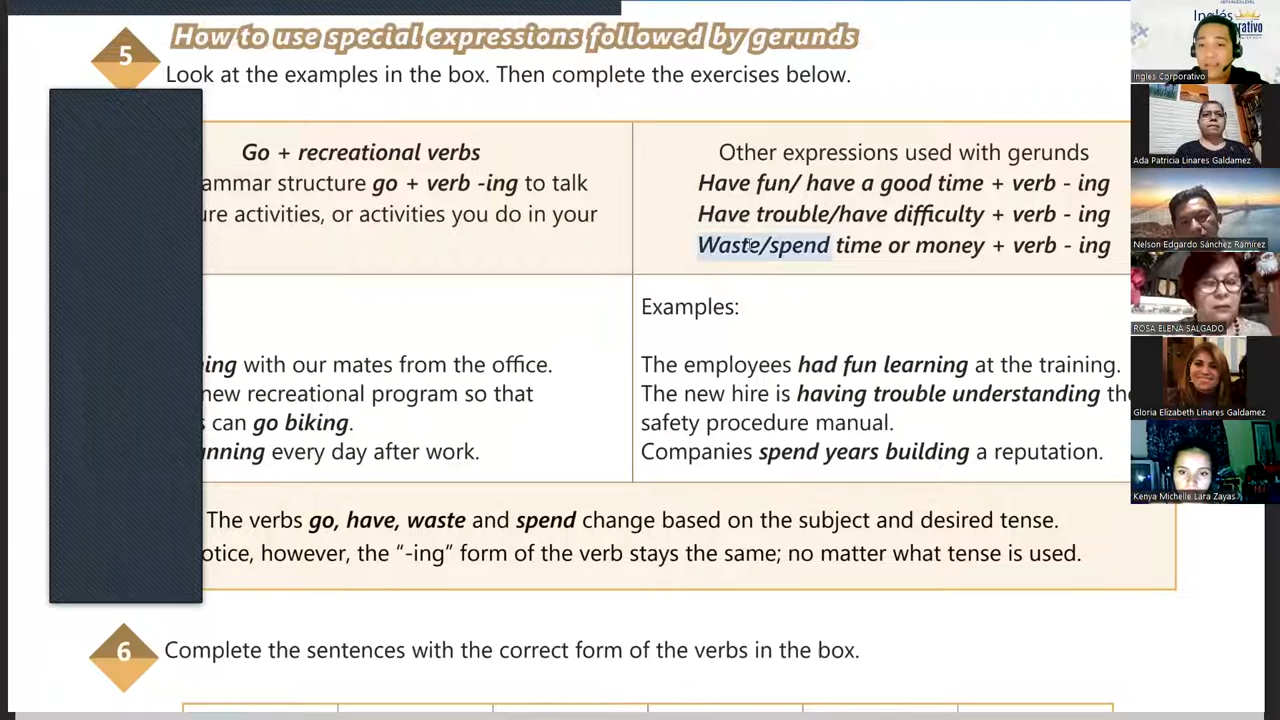 5
How to use special expressions followed by gerunds
Look at the examples in the box. Then complete the exercises below.
Go + recreational verbs
grammar structure go + verb -ing to talk
activities, or activities you do in your
with our mates from the office.
new recreational program so that
can go biking.
every day after work.
Other expressions used with gerunds
Have fun/ have a good time + verb - ing
Have trouble/have difficulty + verb - ing
Waste/spend time or money + verb - ing
Examples:
The employees had fun learning at the training.
The new hire is having trouble understanding the
safety procedure manual.
Companies spend years building a reputation.
The verbs go, have, waste and spend change based on the subject and desired tense.
however, the "-ing" form of the verb stays the same; no matter what tense is used.
6
Complete the sentences with the correct form of the verbs in the box.
Inglés
Ingles Corporativo
Ada Patricia Linares Galdamez
Nelson Edgardo Sánchez Ramírez
ROSA ELENA SALGADO
Gloria Elizabeth Linares Galdamez
Kenya Michelle Lara Zayas